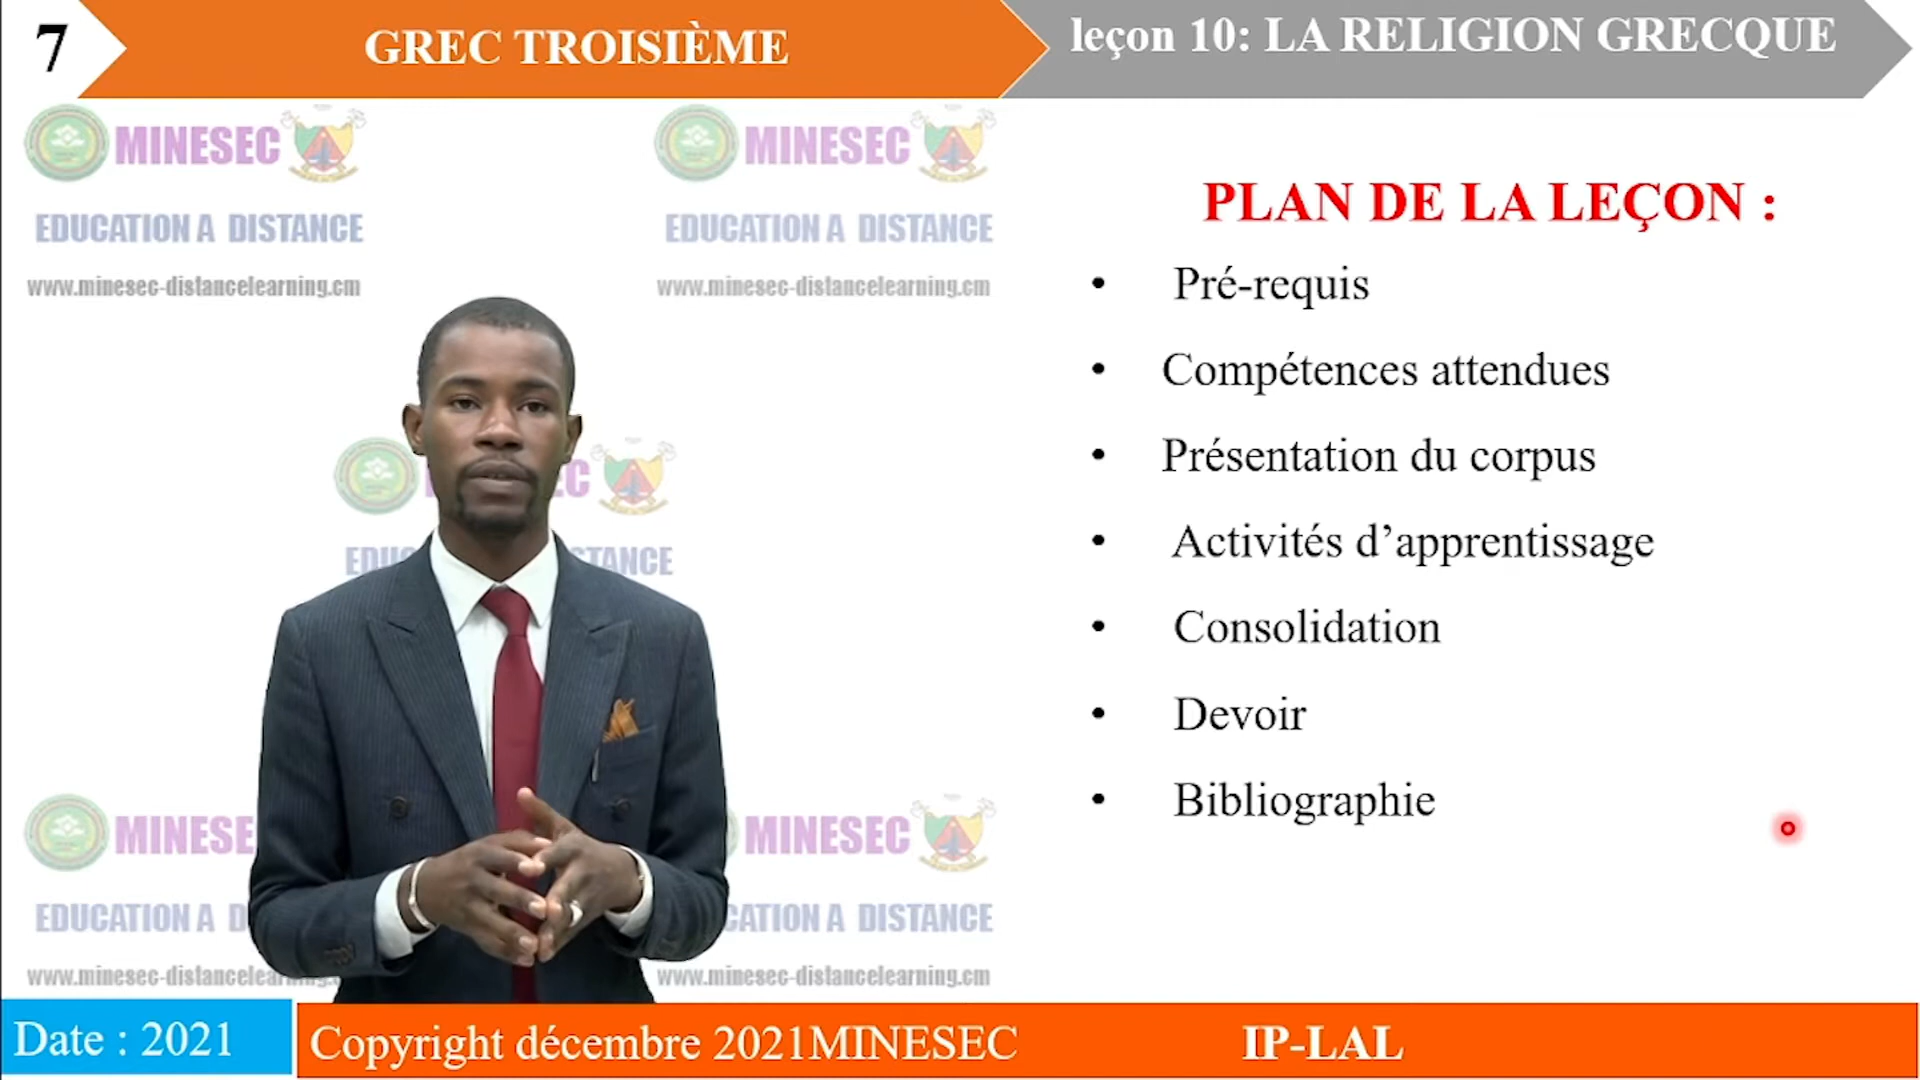 7
GREC TROISIÈME
leçon 10: LA RELIGION GRECQUE
MINESEC
EDUCATION A DISTANCE
www.minesec-distancelearning.cm
MINESEC
EDUCATION A DISTANCE
www.minesec-distancelearning.cm
PLAN DE LA LEÇON :
• Pré-requis
• Compétences attendues
• Présentation du corpus
• Activités d’apprentissage
• Consolidation
• Devoir
• Bibliographie
MINESEC
EDUCATION A DISTANCE
www.minesec-distancelearning.cm
Date : 2021
Copyright décembre 2021MINESEC
IP-LAL